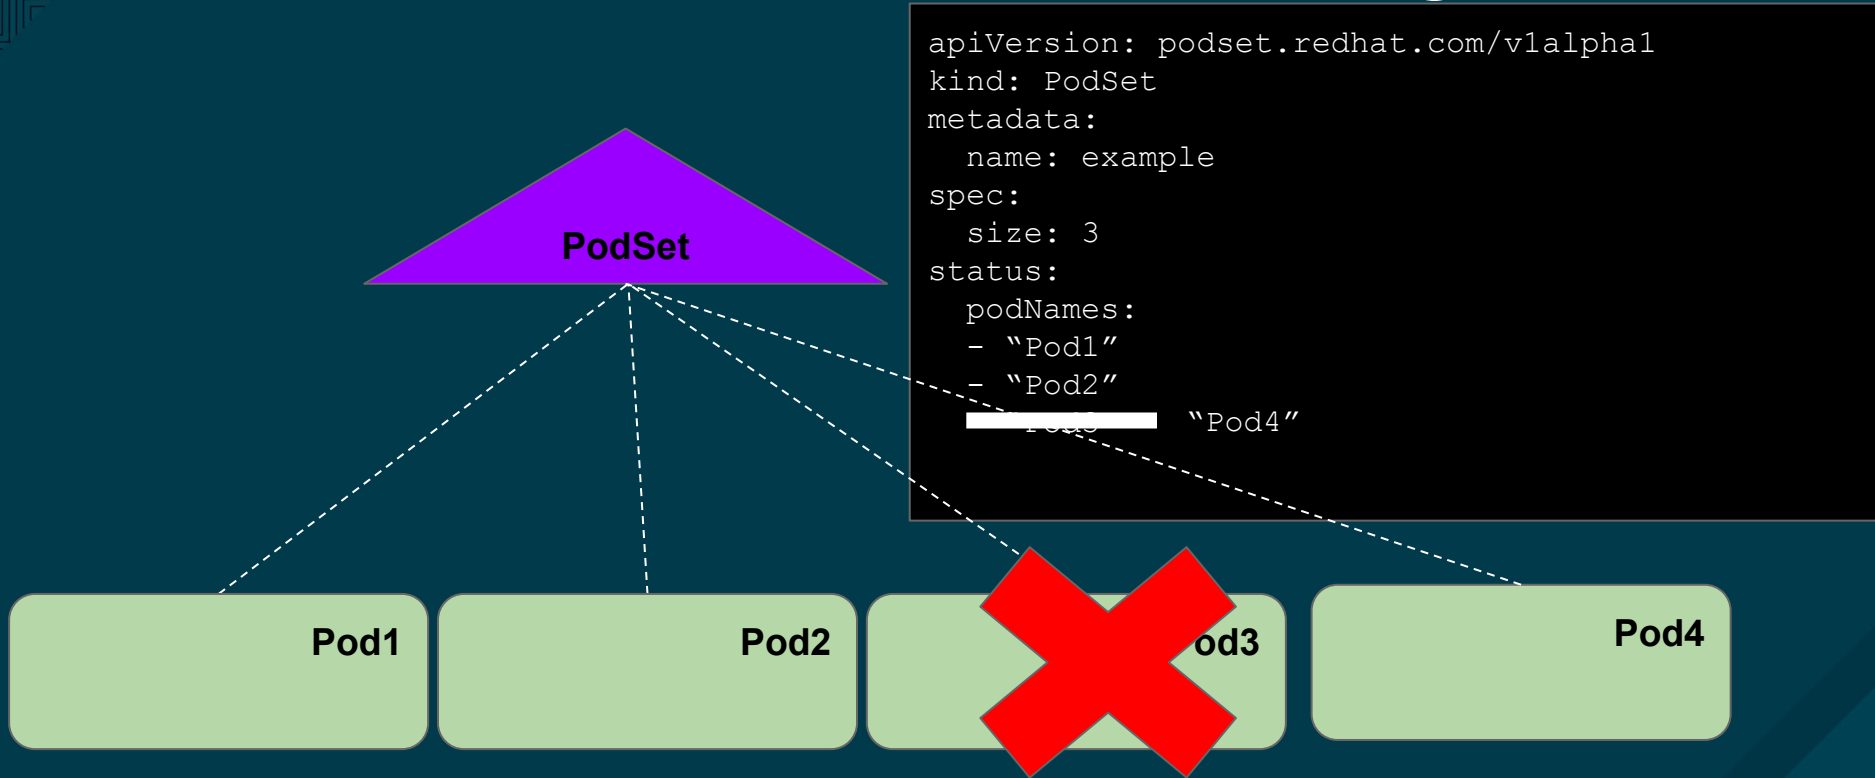 apiVersion: podset.redhat.com/v1alpha1
kind: PodSet
metadata:
  name: example
spec:
  size: 3
status:
  podNames:
  - “Pod1”
  - “Pod2”
“Pod4”
PodSet
Pod1
Pod2
od3
Pod4